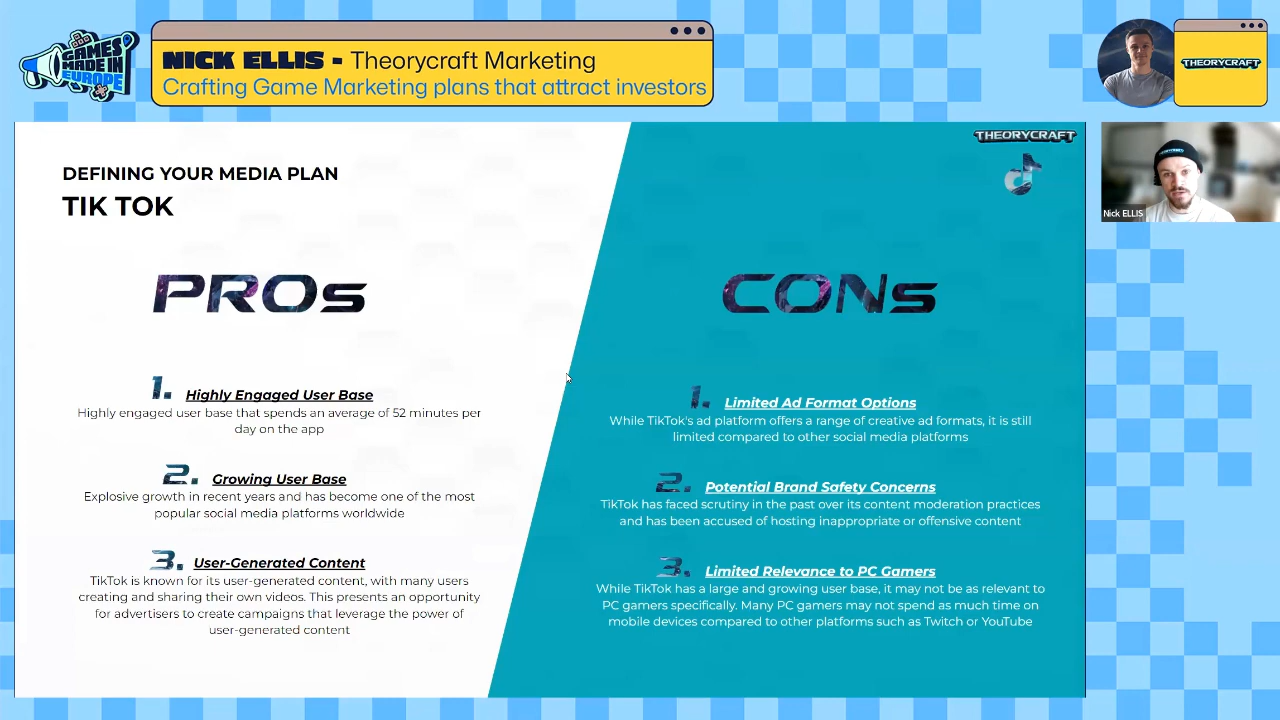 GAMES
MADE IN
EUROPE
NICK ELLIS - Theorycraft Marketing
Crafting Game Marketing plans that attract investors
THEORYCRAFT
THEORYCRAFT
Nick ELLIS
DEFINING YOUR MEDIA PLAN
TIK TOK
PROs
1. Highly Engaged User Base
Highly engaged user base that spends an average of 52 minutes per
day on the app
2. Growing User Base
Explosive growth in recent years and has become one of the most
popular social media platforms worldwide
3. User-Generated Content
TikTok is known for its user-generated content, with many users
creating and sharing their own videos. This presents an opportunity
for advertisers to create campaigns that leverage the power of
user-generated content
CONs
1. Limited Ad Format Options
While TikTok's ad platform offers a range of creative ad formats, it is still
limited compared to other social media platforms
2. Potential Brand Safety Concerns
TikTok has faced scrutiny in the past over its content moderation practices
and has been accused of hosting inappropriate or offensive content
3. Limited Relevance to PC Gamers
While TikTok has a large and growing user base, it may not be as relevant to
PC gamers specifically. Many PC gamers may not spend as much time on
mobile devices compared to other platforms such as Twitch or YouTube